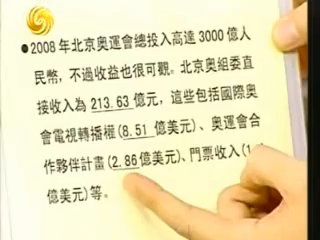 ●2008年北京奧運會總投入高達3000億人
民幣，不過收益也很可觀。北京奧組委直
接收入為213.63億元，這些包括國際奧
會電視轉播權(8.51億美元)、奧運會合
作夥伴計畫(2.86億美元)、門票收入(1.
億美元)等。